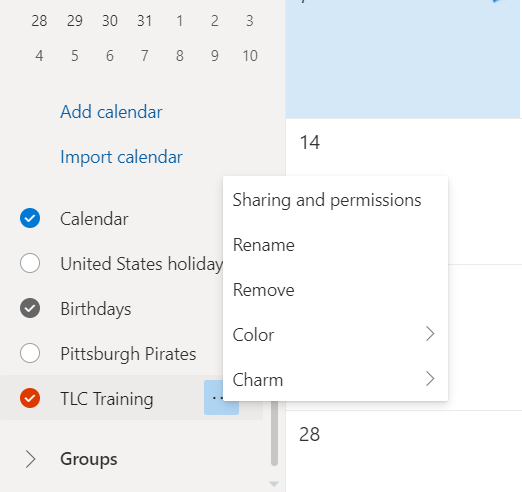 28 29 30 31 1 2 3
4 5 6 7 8 9 10
Add calendar
Import calendar
Calendar
United States holiday
Birthdays
Pittsburgh Pirates
TLC Training
Groups
Sharing and permissions
Rename
Remove
Color
Charm
14
28